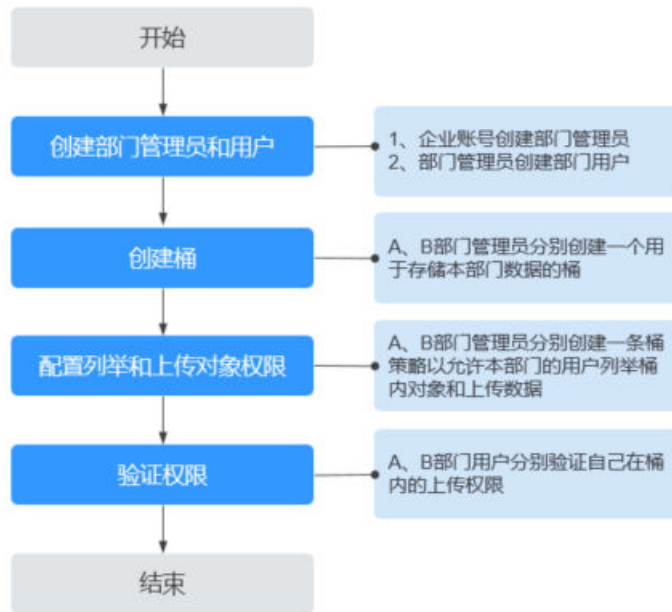 开始
创建部门管理员和用户
1、企业账号创建部门管理员
2、部门管理员创建部门用户
创建桶
A、B部门管理员分别创建一个用
于存储本部门数据的桶
配置列举和上传对象权限
A、B部门管理员分别创建一条桶
策略以允许本部门的用户列举桶
内对象和上传数据
验证权限
A、B部门用户分别验证自己在桶
内的上传权限
结束